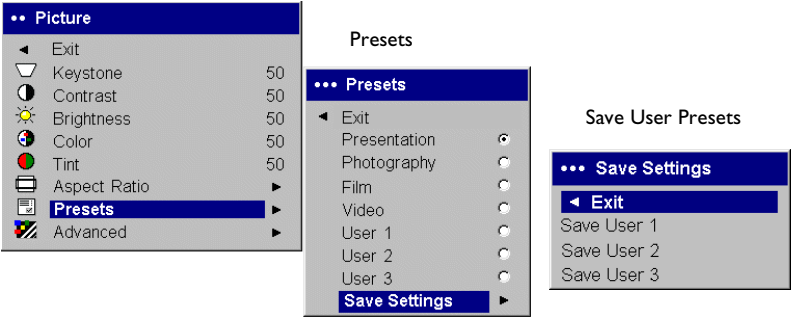 Picture
Exit
Keystone 50
Contrast 50
Brightness 50
Color 50
Tint 50
Aspect Ratio
Presets
Advanced
Presets
Presets
Exit
Presentation
Photography
Film
Video
User 1
User 2
User 3
Save Settings
Save User Presets
Save Settings
Exit
Save User 1
Save User 2
Save User 3